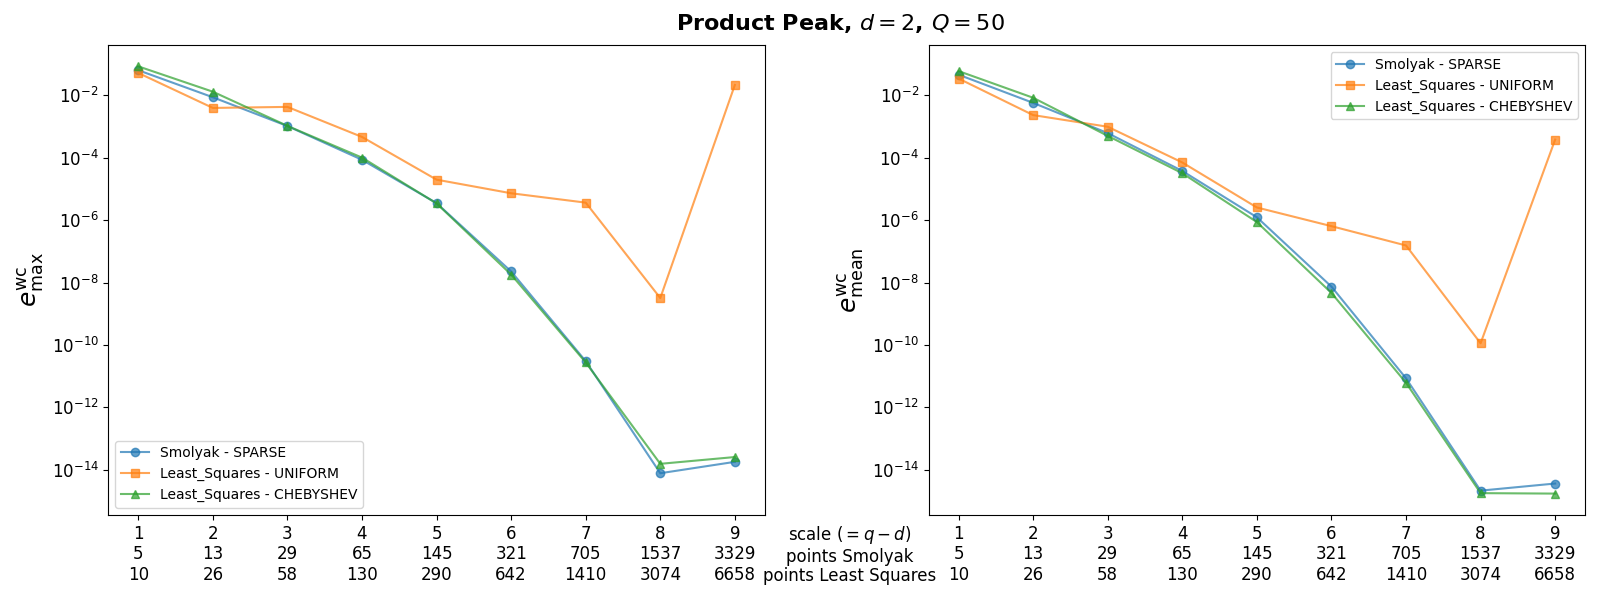 Product Peak, d = 2, Q = 50
e^wc_max
10^−2
10^−4
10^−6
10^−8
10^−10
10^−12
10^−14
Smolyak - SPARSE
Least_Squares - UNIFORM
Least_Squares - CHEBYSHEV
1 2 3 4 5 6 7 8 9
5 13 29 65 145 321 705 1537 3329
10 26 58 130 290 642 1410 3074 6658
scale (= q − d)
points Smolyak
points Least Squares
e^wc_mean
10^−2
10^−4
10^−6
10^−8
10^−10
10^−12
10^−14
Smolyak - SPARSE
Least_Squares - UNIFORM
Least_Squares - CHEBYSHEV
1 2 3 4 5 6 7 8 9
5 13 29 65 145 321 705 1537 3329
10 26 58 130 290 642 1410 3074 6658